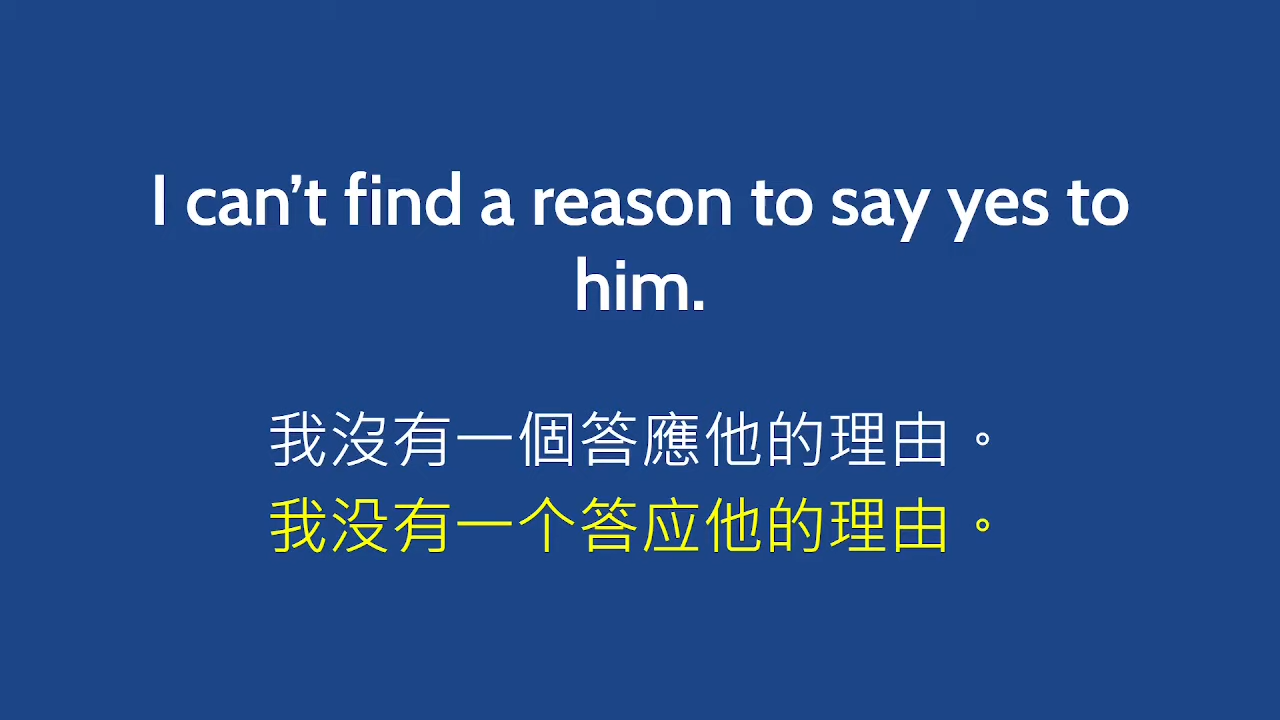 I can’t find a reason to say yes to
him.
我沒有一個答應他的理由。
我没有一个答应他的理由。